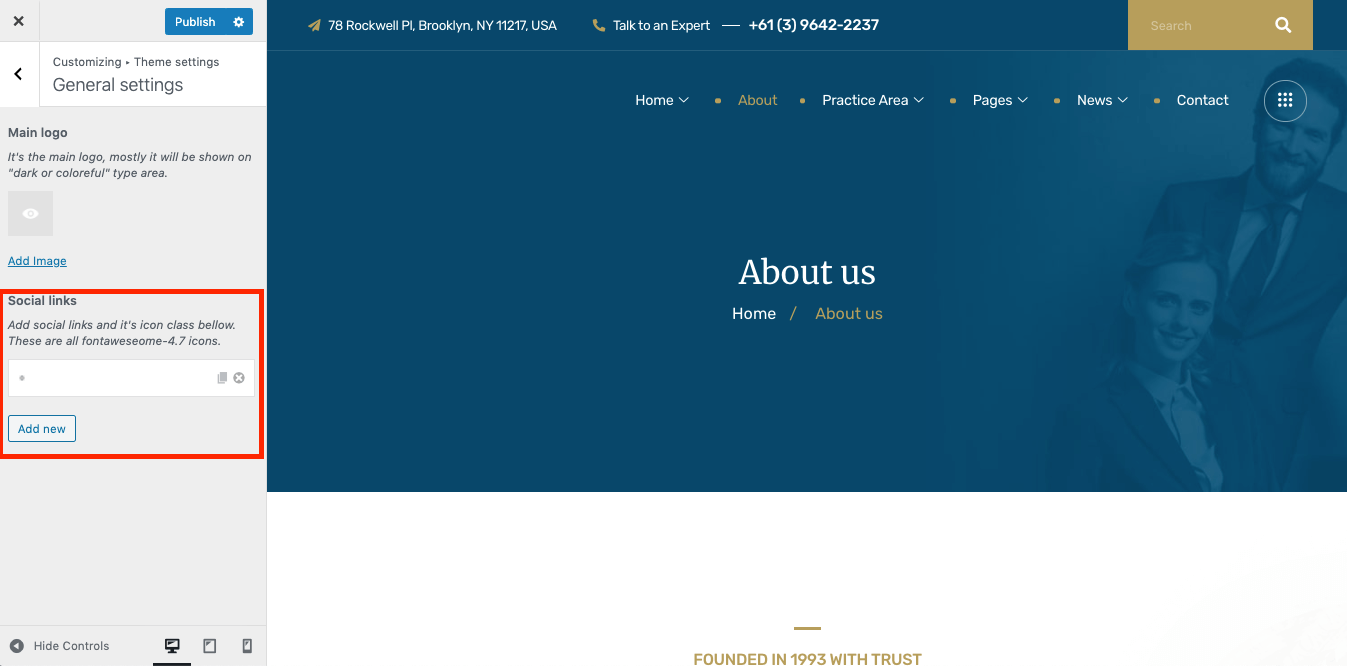 Publish
Customizing ▸ Theme settings
General settings
Main logo
It's the main logo, mostly it will be shown on
"dark or coloreful" type area.
Add Image
Social links
Add social links and it's icon class bellow.
These are all fontaweseome-4.7 icons.
Add new
Hide Controls
78 Rockwell Pl, Brooklyn, NY 11217, USA
Talk to an Expert — +61 (3) 9642-2237
Search
Home
About
Practice Area
Pages
News
Contact
About us
Home / About us
FOUNDED IN 1993 WITH TRUST